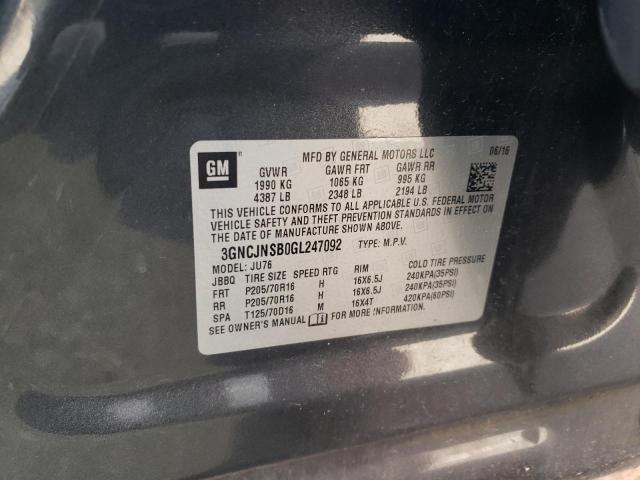 GM
MFD BY GENERAL MOTORS LLC 06/16
GVWR GAWR FRT GAWR RR
1990 KG 1065 KG 995 KG
4387 LB 2348 LB 2194 LB
THIS VEHICLE CONFORMS TO ALL APPLICABLE U.S. FEDERAL MOTOR
VEHICLE SAFETY AND THEFT PREVENTION STANDARDS IN EFFECT ON
THE DATE OF MANUFACTURE SHOWN ABOVE.
3GNCJNSB0GL247092 TYPE: M.P.V.
MODEL: JU76
JBBQ TIRE SIZE SPEED RTG RIM COLD TIRE PRESSURE
FRT P205/70R16 H 16X6.5J 240KPA(35PSI)
RR P205/70R16 H 16X6.5J 240KPA(35PSI)
SPA T125/70D16 M 16X4T 420KPA(60PSI)
SEE OWNER'S MANUAL FOR MORE INFORMATION.